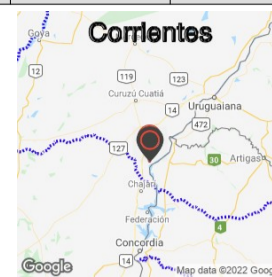 Corrientes
Goya
12
119
123
Curuzú Cuatiá
14
Uruguaiana
472
127
30
Artigas
Chajarí
Federación
4
Concordia
14
Google
Map data ©2022 Goog